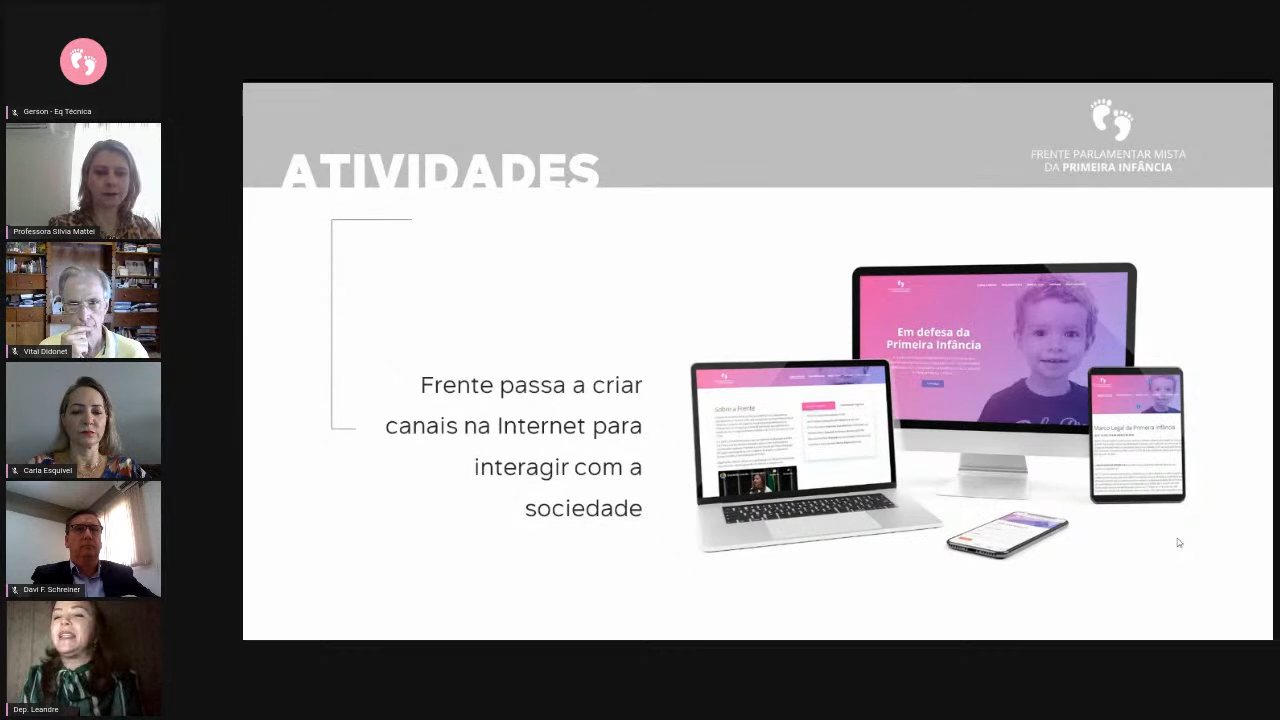 Gerson - Eq Técnica
Professora Silvia Mattei
Vital Didonet
Carla Esquivel
Davi F. Schreiner
Dep. Leandre
ATIVIDADES
FRENTE PARLAMENTAR MISTA
DA PRIMEIRA INFÂNCIA
Frente passa a criar
canais na Internet para
interagir com a
sociedade
Em defesa da
Primeira Infância
Sobre a Frente
Marco Legal da Primeira Infância